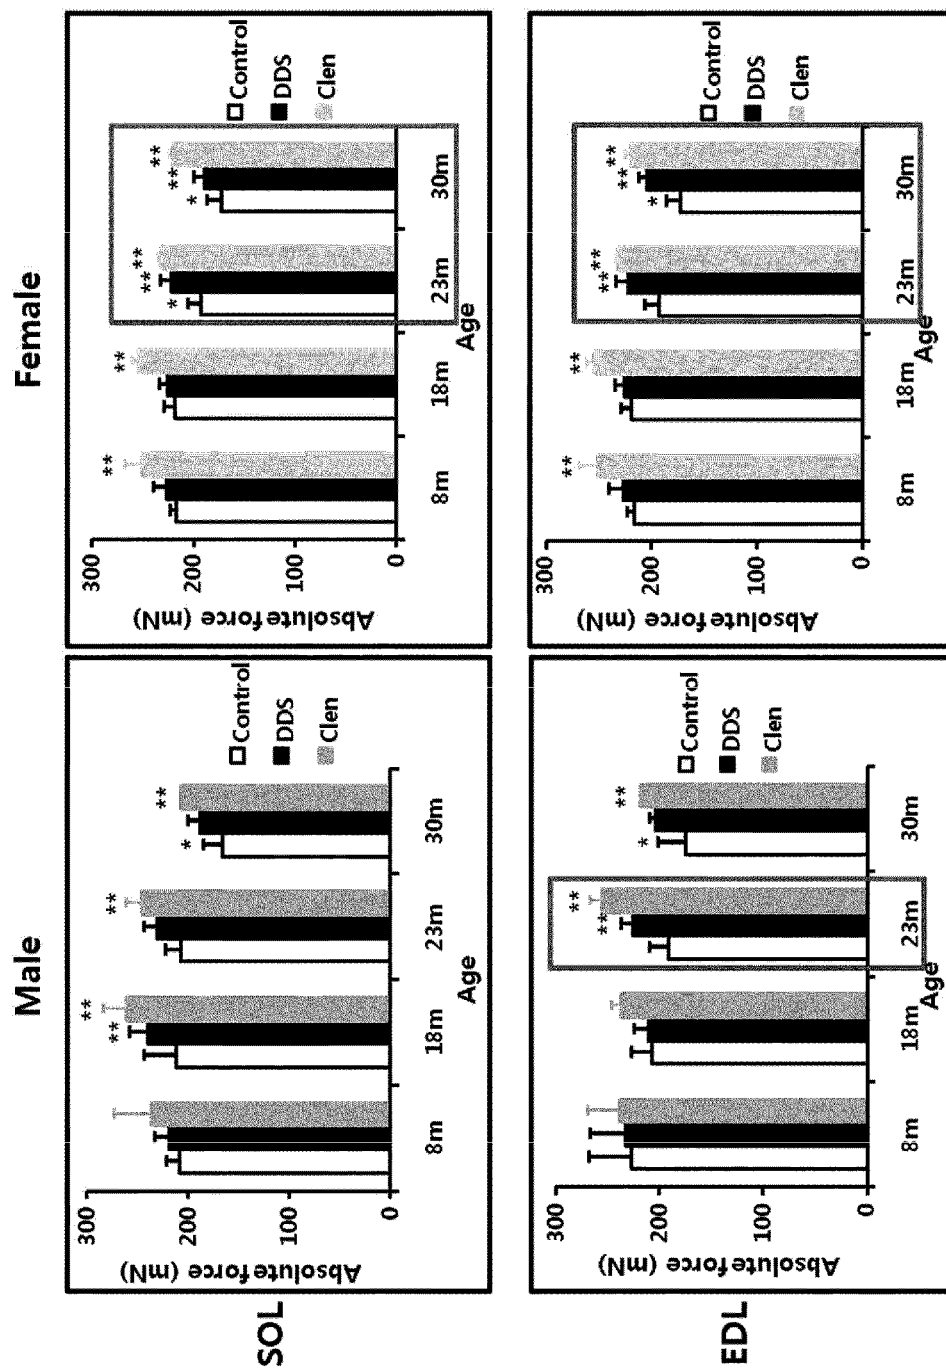 Male
Female
SOL
Absolute force (mN)
300
200
100
0
**
**
**
*
**
8m
18m
23m
30m
Age
Control
DDS
Clen
Absolute force (mN)
300
200
100
0
**
**
*
**
**
*
**
**
8m
18m
23m
30m
Age
Control
DDS
Clen
EDL
Absolute force (mN)
300
200
100
0
**
**
*
**
8m
18m
23m
30m
Age
Control
DDS
Clen
Absolute force (mN)
300
200
100
0
**
**
**
**
*
**
**
8m
18m
23m
30m
Age
Control
DDS
Clen